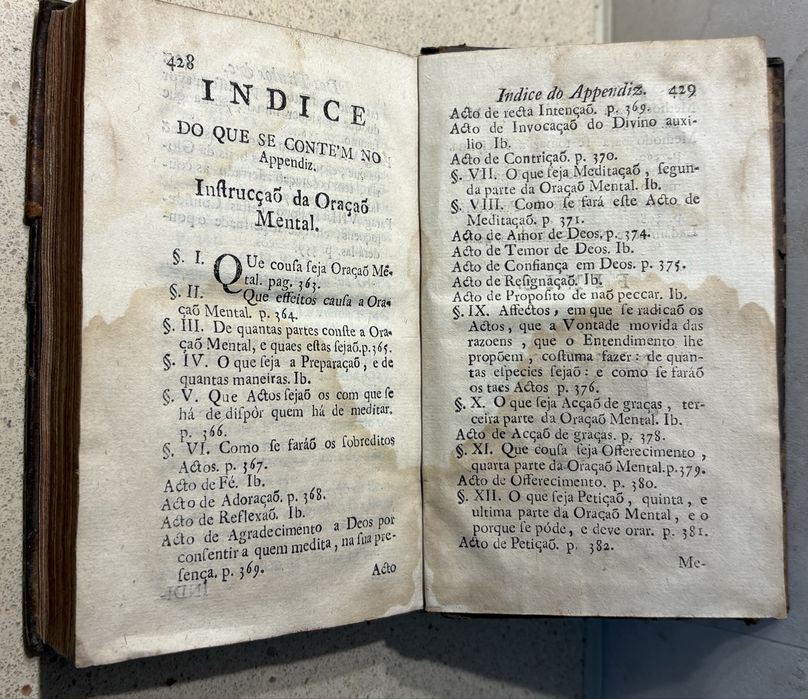 428
INDICE
DO QUE SE CONTE'M NO
Appendiz.
Inſtrucçaõ da Oraçaõ
Mental.
§. I. QUe couſa ſeja Oraçaõ Mẽ-
tal. pag. 363.
§. II. Que effeitos cauſa a Ora-
çaõ Mental. p. 364.
§. III. De quantas partes conſte a Ora-
çaõ Mental, e quaes eſtas ſejaõ.p.365.
§. IV. O que ſeja a Preparaçaõ, e de
quantas maneiras. Ib.
§. V. Que Actos ſejaõ os com que ſe
há de diſpôr quem há de meditar.
p. 366.
§. VI. Como ſe faráõ os ſobreditos
Actos. p. 367.
Acto de Fé. Ib.
Acto de Adoraçaõ. p. 368.
Acto de Reflexaõ. Ib.
Acto de Agradecimento a Deos por
conſentir a quem medita, na ſua pre-
ſença. p. 369.
Acto
Indice do Appendiz. 429
Acto de recta Intençaõ. p. 369.
Acto de Invocaçaõ do Divino auxi-
lio Ib.
Acto de Contriçaõ. p. 370.
§. VII. O que ſeja Meditaçaõ, ſegun-
da parte da Oraçaõ Mental. Ib.
§. VIII. Como ſe fará eſte Acto de
Meditaçaõ. p. 371.
Acto de Amor de Deos. p. 374.
Acto de Temor de Deos. Ib.
Acto de Confiança em Deos. p. 375.
Acto de Reſignaçaõ. Ib.
Acto de Propoſito de naõ peccar. Ib.
§. IX. Affectos, em que ſe radicaõ os
Actos, que a Vontade movida das
razoens, que o Entendimento lhe
propõem, coſtuma fazer: de quan-
tas eſpecies ſejaõ: e como ſe faráõ
os taes Actos p. 376.
§. X. O que ſeja Acçaõ de graças, ter-
ceira parte da Oraçaõ Mental. Ib.
Acto de Acçaõ de graças. p. 378.
§. XI. Que couſa ſeja Offerecimento,
quarta parte da Oraçaõ Mental.p.379.
Acto de Offerecimento. p. 380.
§. XII. O que ſeja Petiçaõ, quinta, e
ultima parte da Oraçaõ Mental, e o
porque ſe póde, e deve orar. p. 381.
Acto de Petiçaõ. p. 382.
Me-